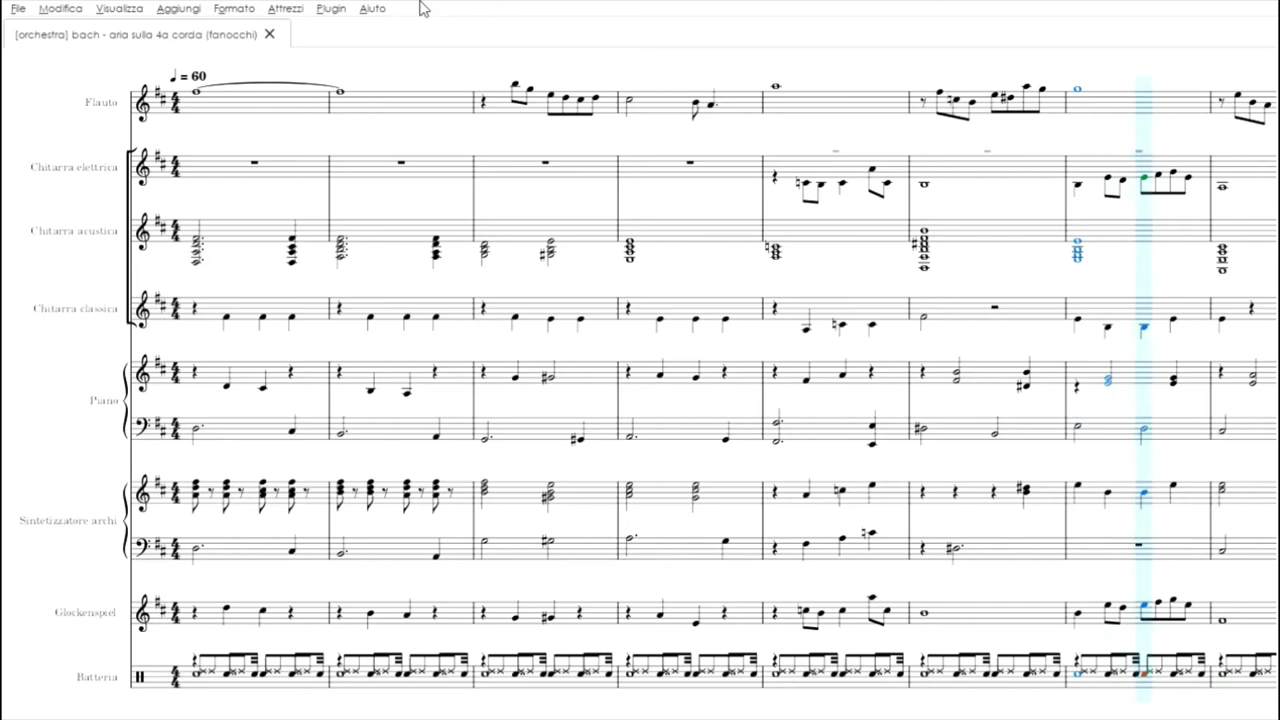 File Modifica Visualizza Aggiungi Formato Attrezzi Plugin Aiuto
[orchestra] bach - aria sulla 4a corda (fanocchi)
= 60
Flauto
Chitarra elettrica
Chitarra acustica
Chitarra classica
Piano
Sintetizzatore archi
Glockenspiel
Batteria